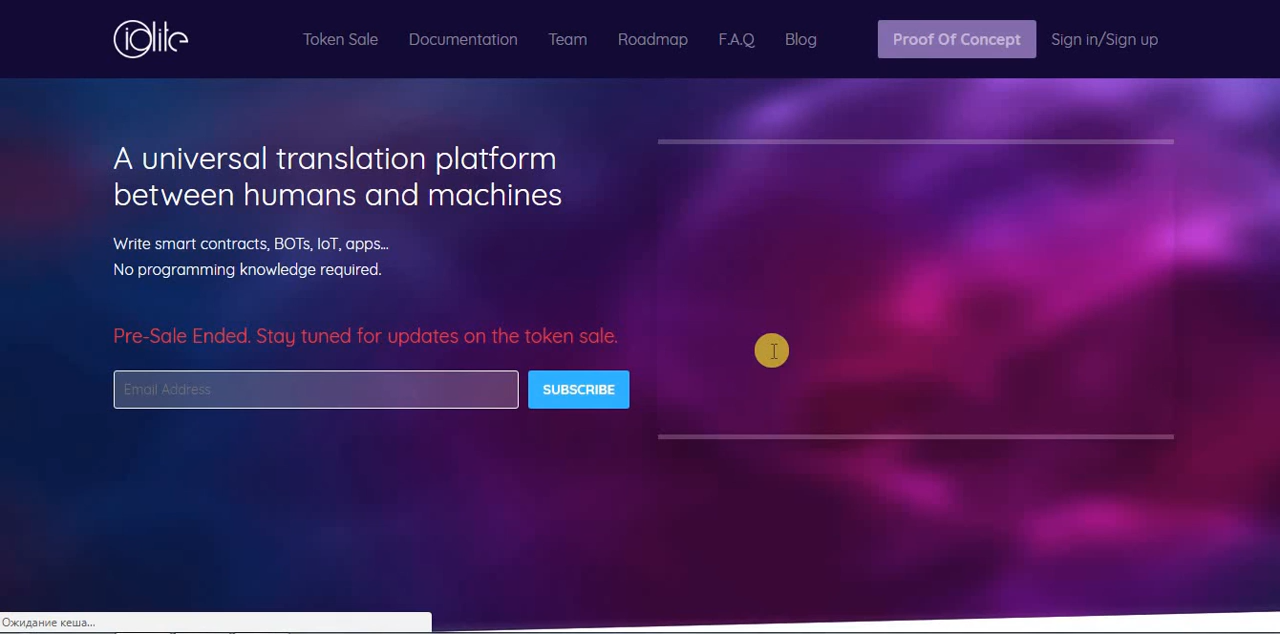 iolite
Token Sale
Documentation
Team
Roadmap
F.A.Q
Blog
Proof Of Concept
Sign in/Sign up
A universal translation platform
between humans and machines
Write smart contracts, BOTs, IoT, apps...
No programming knowledge required.
Pre-Sale Ended. Stay tuned for updates on the token sale.
Email Address
SUBSCRIBE
Ожидание кеша...